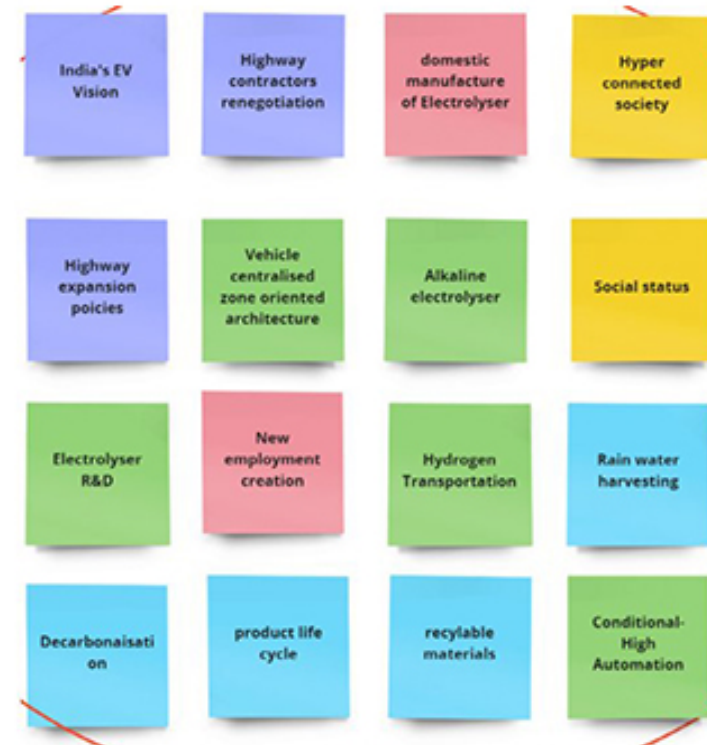 India's EV
Vision
Highway
contractors
renegotiation
domestic
manufacture
of Electrolyser
Hyper
connected
society
Highway
expansion
poicies
Vehicle
centralised
zone oriented
architecture
Alkaline
electrolyser
Social status
Electrolyser
R&D
New
employment
creation
Hydrogen
Transportation
Rain water
harvesting
Decarbonaisati
on
product life
cycle
recylable
materials
Conditional-
High
Automation